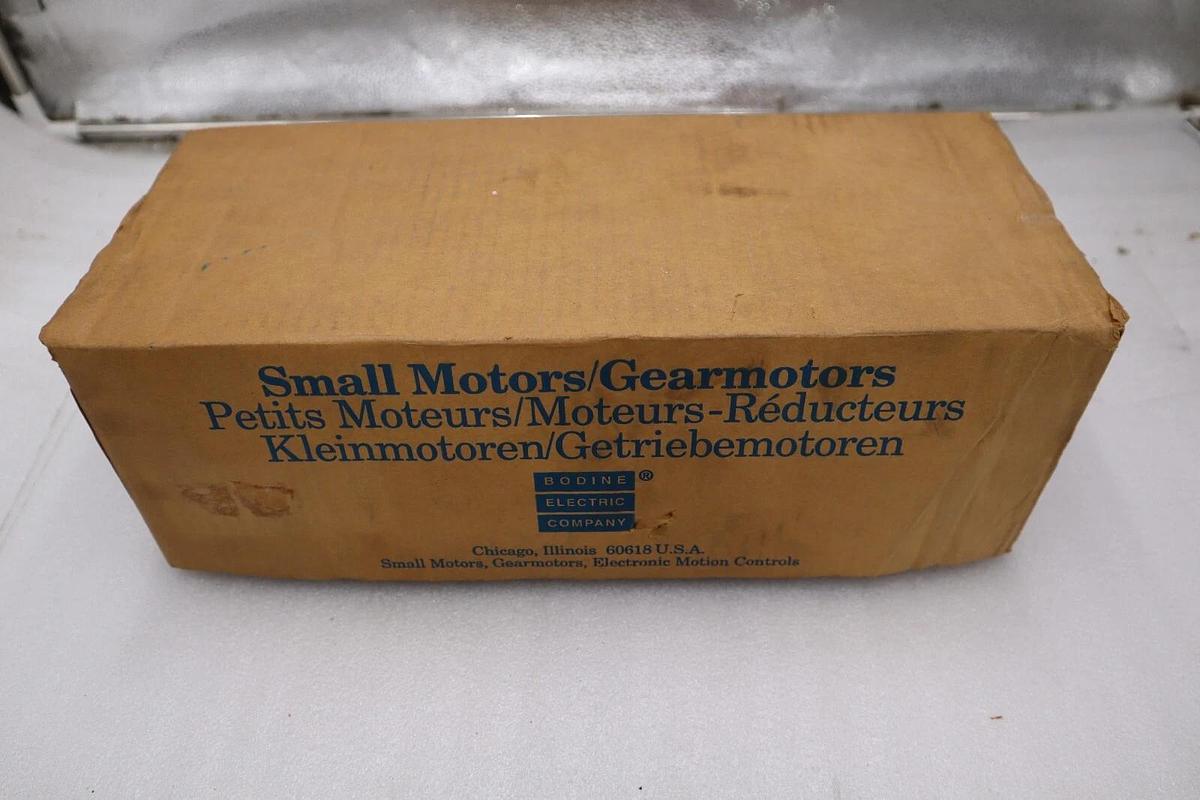 Small Motors/Gearmotors
Petits Moteurs/Moteurs-Réducteurs
Kleinmotoren/Getriebemotoren
BODINE ®
ELECTRIC
COMPANY
Chicago, Illinois 60618 U.S.A.
Small Motors, Gearmotors, Electronic Motion Controls